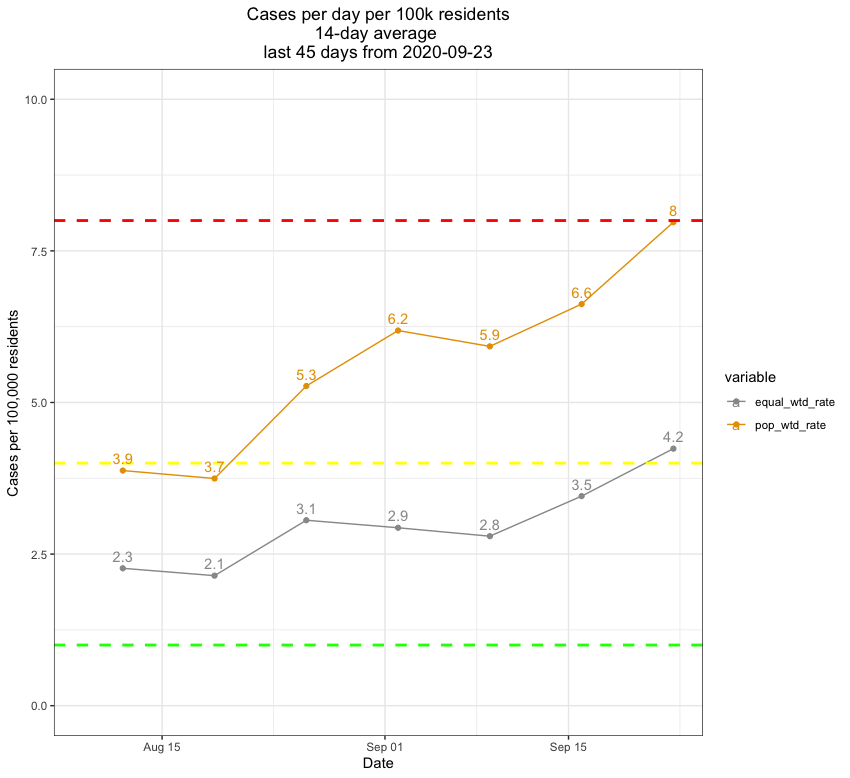 Cases per day per 100k residents
14-day average
last 45 days from 2020-09-23
Cases per 100,000 residents
10.0
7.5
5.0
2.5
0.0
3.9
3.7
5.3
6.2
5.9
6.6
8
2.3
2.1
3.1
2.9
2.8
3.5
4.2
Aug 15
Sep 01
Sep 15
Date
variable
a equal_wtd_rate
a pop_wtd_rate